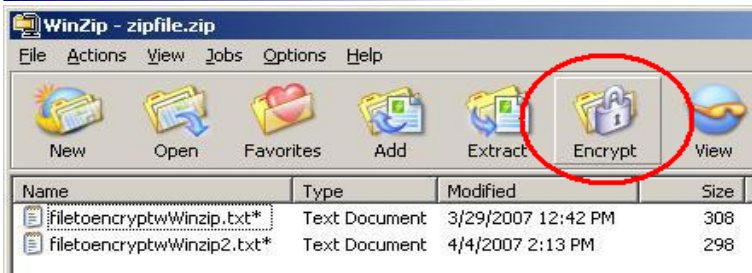 WinZip - zipfile.zip
File Actions View Jobs Options Help
New Open Favorites Add Extract Encrypt View
Name Type Modified Size
filetoencryptwWinzip.txt* Text Document 3/29/2007 12:42 PM 308
filetoencryptwWinzip2.txt* Text Document 4/4/2007 2:13 PM 298